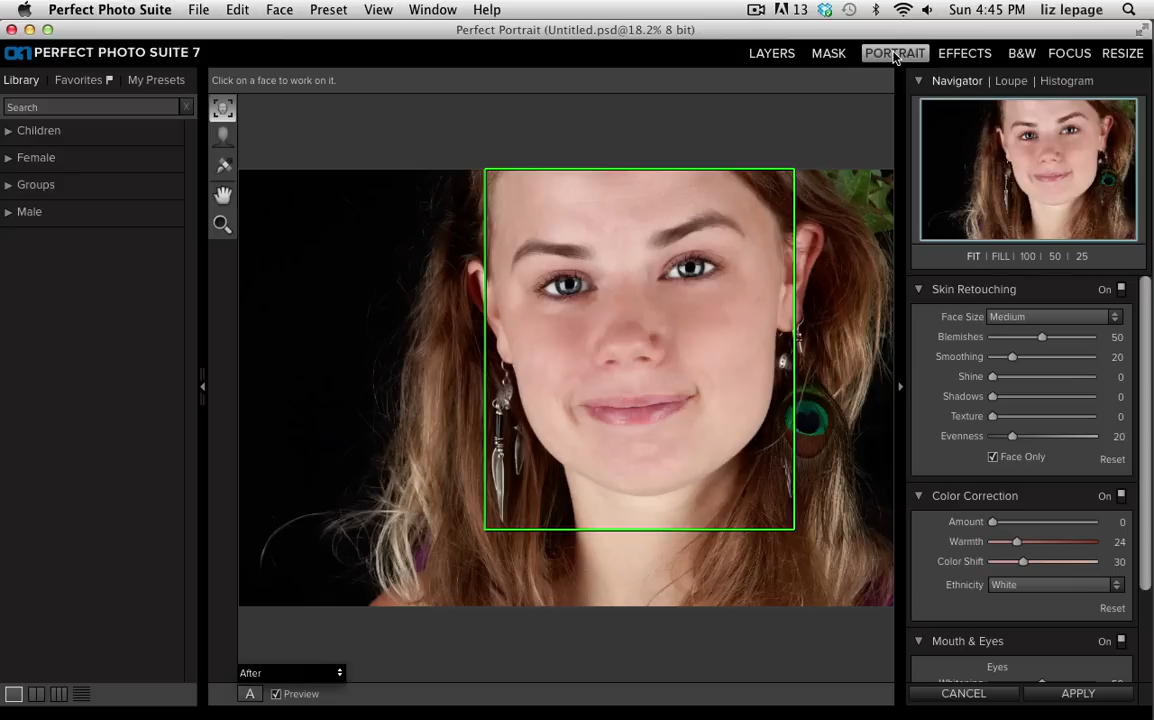 Perfect Photo Suite File Edit Face Preset View Window Help 13 Sun 4:45 PM liz lepage
Perfect Portrait (Untitled.psd@18.2% 8 bit)
on PERFECT PHOTO SUITE 7 LAYERS MASK PORTRAIT EFFECTS B&W FOCUS RESIZE
Library Favorites My Presets
Search X
Children
Female
Groups
Male
Click on a face to work on it.
After
A Preview
Navigator | Loupe | Histogram
FIT | FILL | 100 | 50 | 25
Skin Retouching On
Face Size Medium
Blemishes 50
Smoothing 20
Shine 0
Shadows 0
Texture 0
Evenness 20
Face Only Reset
Color Correction On
Amount 0
Warmth 24
Color Shift 30
Ethnicity White
Reset
Mouth & Eyes On
Eyes
CANCEL APPLY